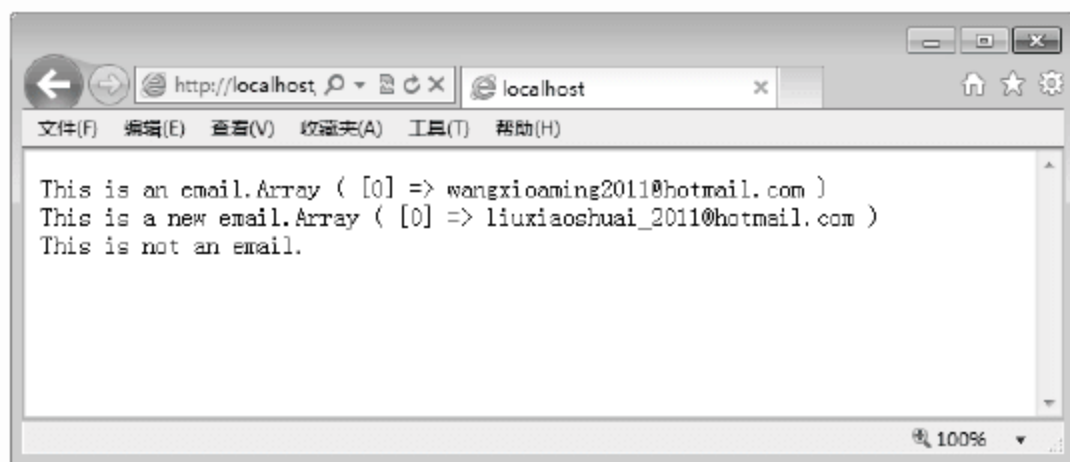 http://localhost, localhost
文件(F) 编辑(E) 查看(V) 收藏夹(A) 工具(T) 帮助(H)
This is an email.Array ( [0] => wangxioaming2011@hotmail.com )
This is a new email.Array ( [0] => liuxiaoshuai_2011@hotmail.com )
This is not an email.
100%